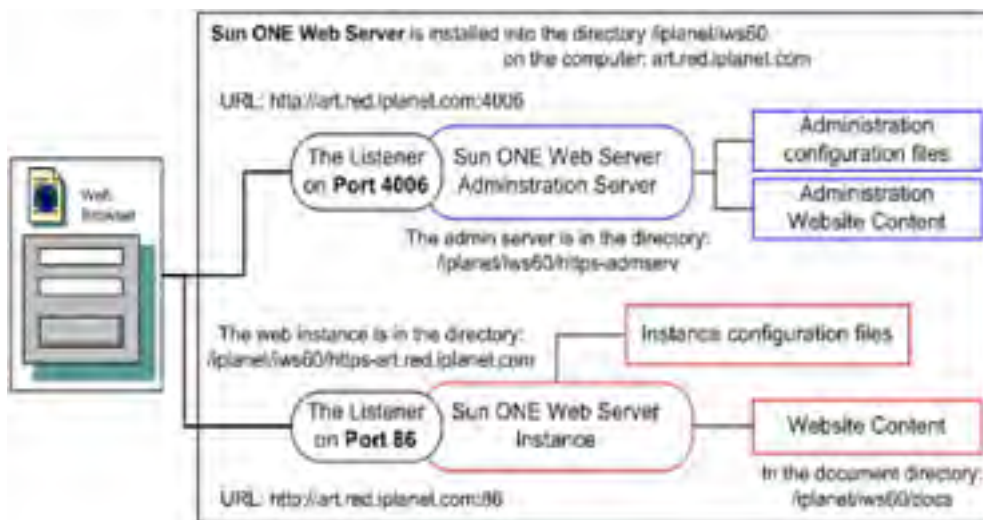 Sun ONE Web Server is installed into the directory /iplanet/iws60
on the computer: art.red.iplanet.com
URL: http://art.red.iplanet.com:4006
The Listener
on Port 4006
Sun ONE Web Server
Adminstration Server
Administration
configuration files
Administration
Website Content
Web
Browser
The admin server is in the directory:
/iplanet/iws60/https-admserv
The web instance is in the directory:
/iplanet/iws60/https-art.red.iplanet.com
Instance configuration files
The Listener
on Port 86
Sun ONE Web Server
Instance
Website Content
In the document directory:
/iplanet/iws60/docs
URL: http://art.red.iplanet.com:86